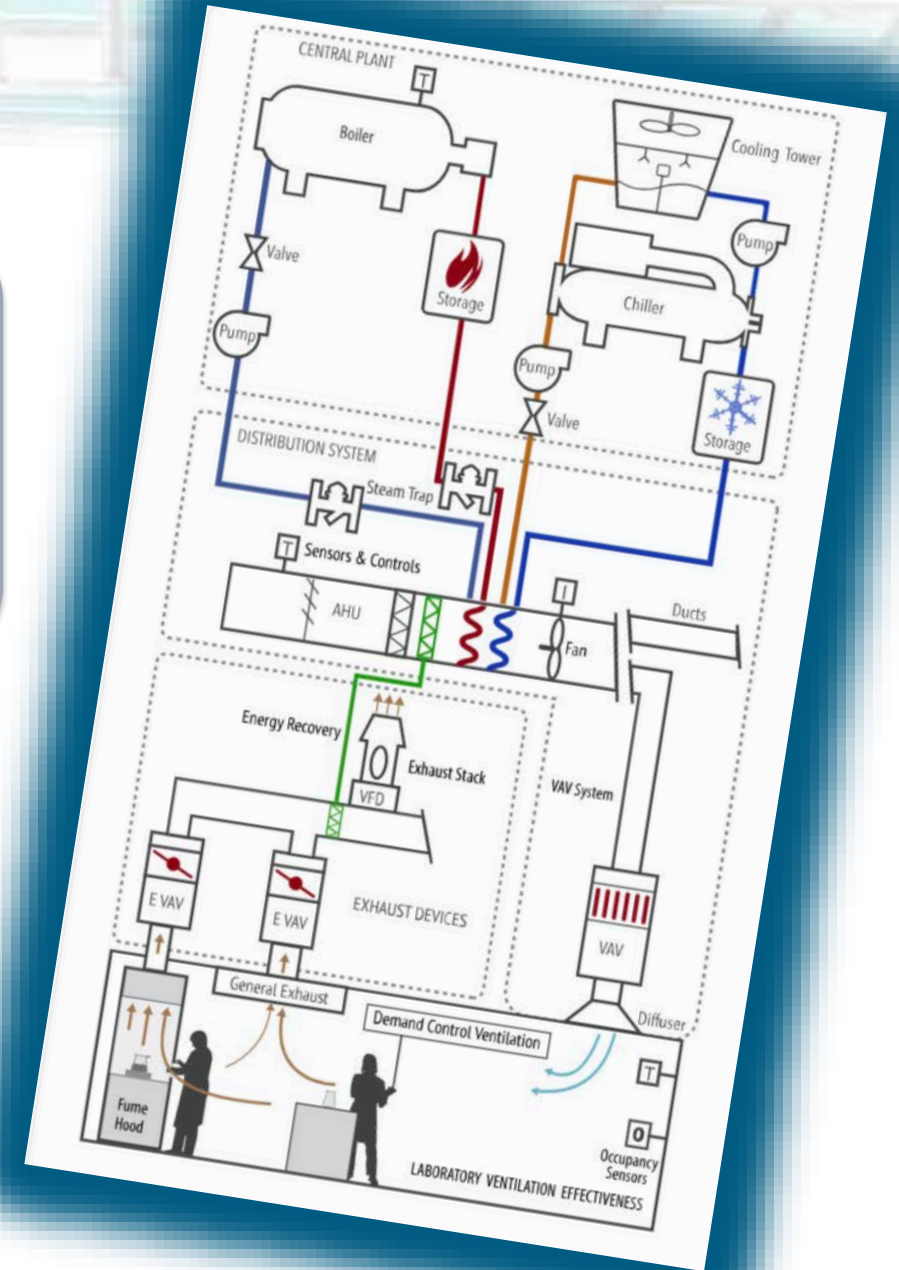 CENTRAL PLANT
T
Boiler
Cooling Tower
Pump
Valve
Storage
Chiller
Pump
Pump
Valve
Storage
DISTRIBUTION SYSTEM
Steam Trap
T
Sensors & Controls
AHU
I
Fan
Ducts
Energy Recovery
Exhaust Stack
VFD
VAV System
E VAV
E VAV
EXHAUST DEVICES
VAV
General Exhaust
Demand Control Ventilation
Diffuser
T
Fume
Hood
O
Occupancy
Sensors
LABORATORY VENTILATION EFFECTIVENESS